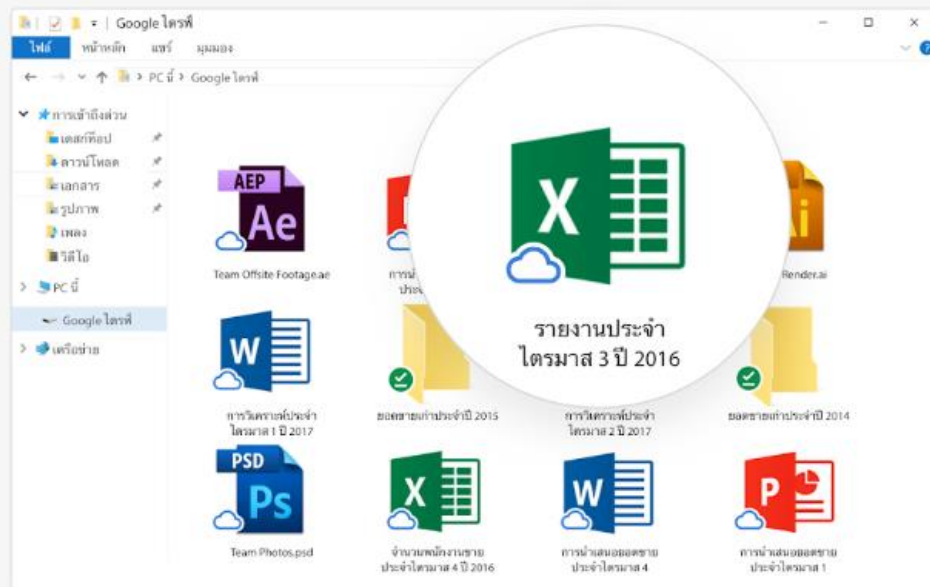 Google ไดรฟ์
ไฟล์ หน้าหลัก แชร์ มุมมอง
PC นี้ > Google ไดรฟ์
การเข้าถึงด่วน
เดสก์ท็อป
ดาวน์โหลด
เอกสาร
รูปภาพ
เพลง
วิดีโอ
PC นี้
Google ไดรฟ์
เครือข่าย
AEP
Ae
Team Offsite Footage.ae
Ai
Render.ai
X
รายงานประจำ
ไตรมาส 3 ปี 2016
W
การวิเคราะห์ประจำ
ไตรมาส 1 ปี 2017
ยอดขายเก่าประจำปี 2015
การวิเคราะห์ประจำ
ไตรมาส 2 ปี 2017
ยอดขายเก่าประจำปี 2014
PSD
Ps
Team Photos.psd
X
จำนวนพนักงานขาย
ประจำไตรมาส 4 ปี 2016
W
การนำเสนอยอดขาย
ประจำไตรมาส 4
P
การนำเสนอยอดขาย
ประจำไตรมาส 1